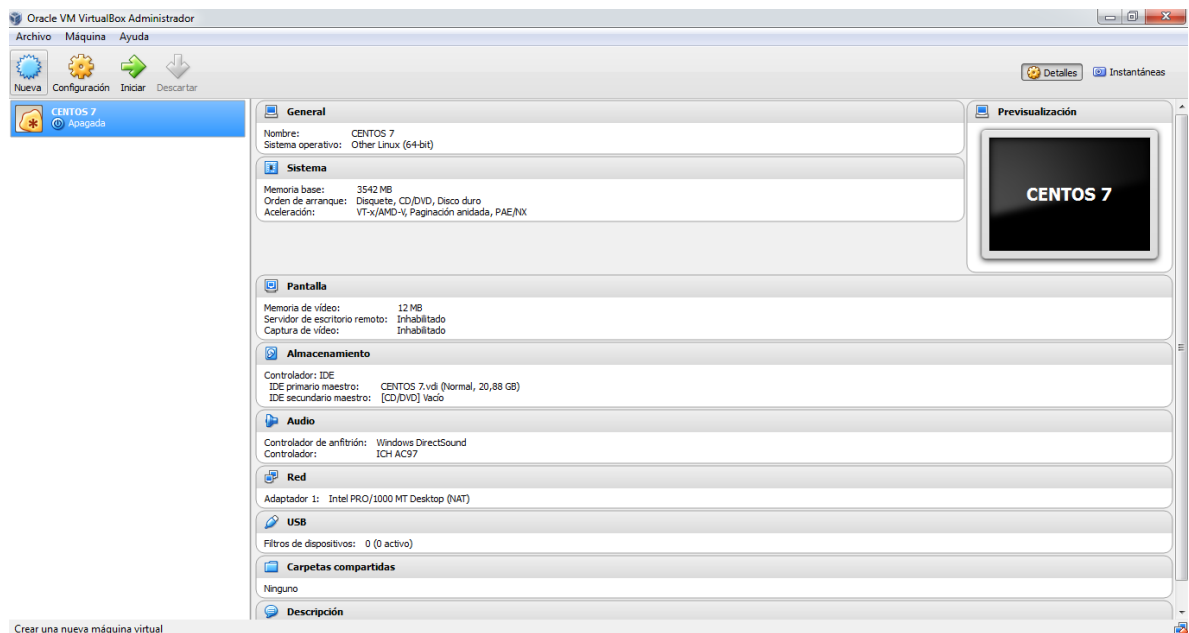 Oracle VM VirtualBox Administrador
Archivo Máquina Ayuda
Nueva Configuración Iniciar Descartar
Detalles Instantáneas
CENTOS 7
Apagada
General
Nombre: CENTOS 7
Sistema operativo: Other Linux (64-bit)
Sistema
Memoria base: 3542 MB
Orden de arranque: Disquete, CD/DVD, Disco duro
Aceleración: VT-x/AMD-V, Paginación anidada, PAE/NX
Previsualización
CENTOS 7
Pantalla
Memoria de vídeo: 12 MB
Servidor de escritorio remoto: Inhabilitado
Captura de vídeo: Inhabilitado
Almacenamiento
Controlador: IDE
IDE primario maestro: CENTOS 7.vdi (Normal, 20,88 GB)
IDE secundario maestro: [CD/DVD] Vacío
Audio
Controlador de anfitrión: Windows DirectSound
Controlador: ICH AC97
Red
Adaptador 1: Intel PRO/1000 MT Desktop (NAT)
USB
Filtros de dispositivos: 0 (0 activo)
Carpetas compartidas
Ninguno
Descripción
Crear una nueva máquina virtual